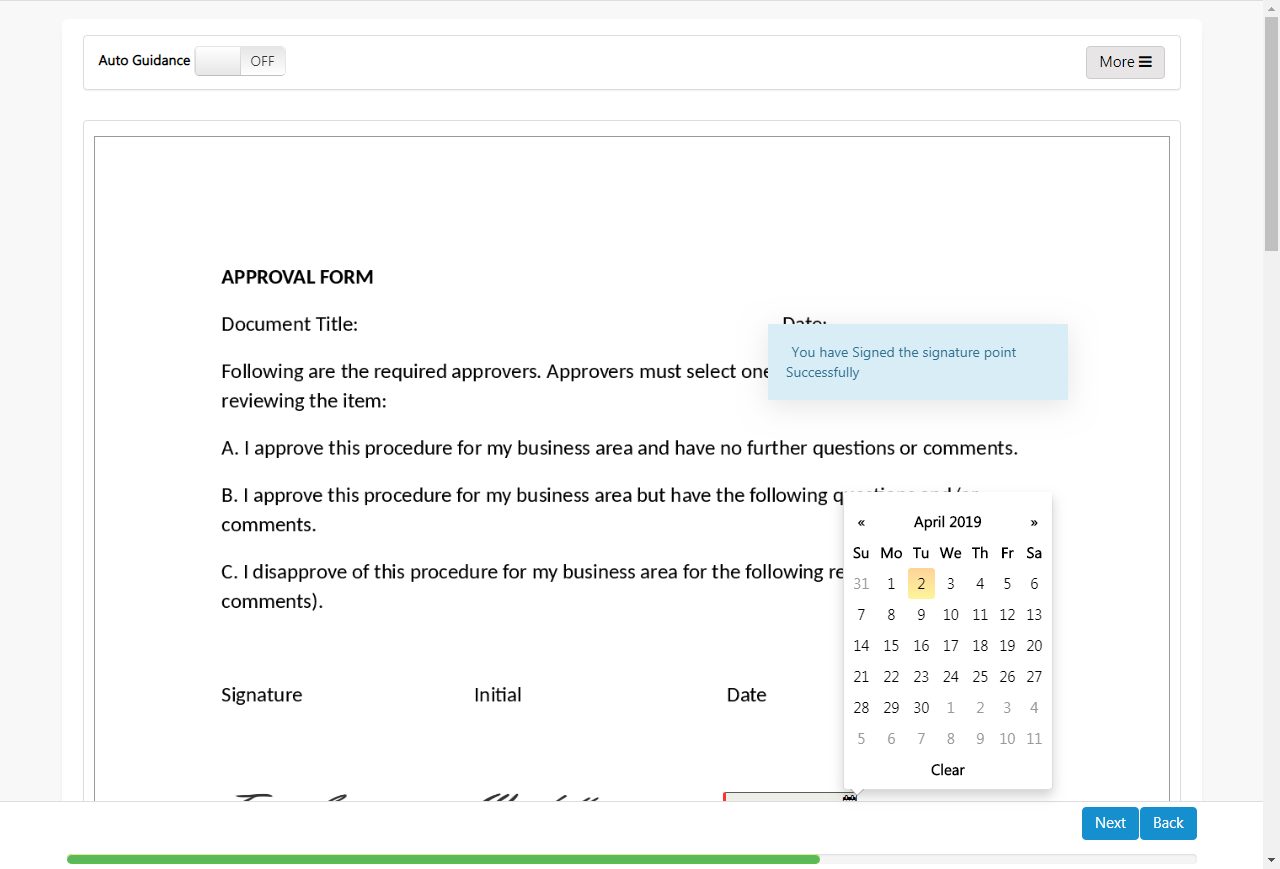 Auto Guidance OFF More
APPROVAL FORM
Document Title: Date:
Following are the required approvers. Approvers must select one
reviewing the item:
You have Signed the signature point
Successfully
A. I approve this procedure for my business area and have no further questions or comments.
B. I approve this procedure for my business area but have the following
comments.
C. I disapprove of this procedure for my business area for the following
comments).
Signature Initial Date
« April 2019 »
Su Mo Tu We Th Fr Sa
31 1 2 3 4 5 6
7 8 9 10 11 12 13
14 15 16 17 18 19 20
21 22 23 24 25 26 27
28 29 30 1 2 3 4
5 6 7 8 9 10 11
Clear
Next Back